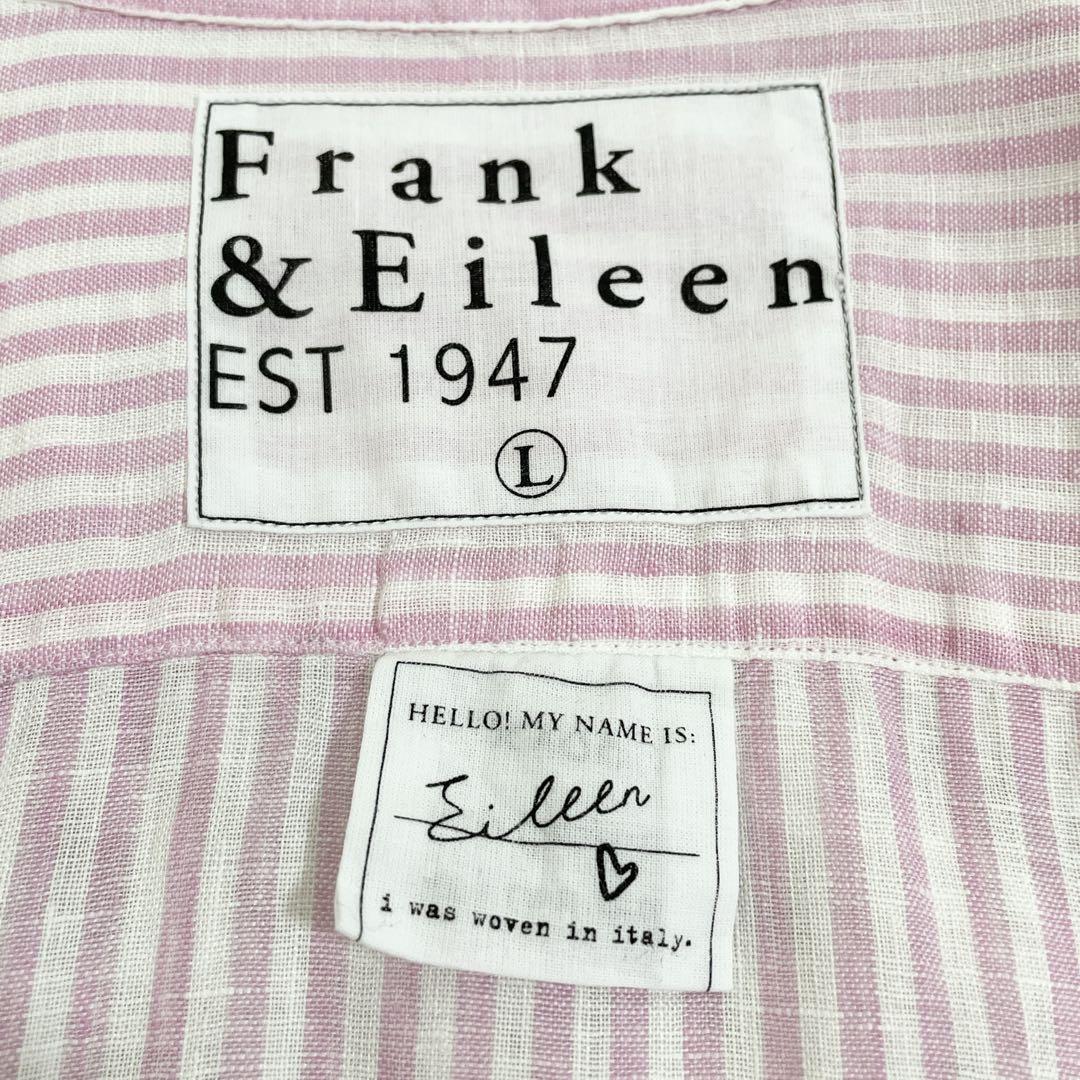 Frank
& Eileen
EST 1947
L
HELLO! MY NAME IS:
Eileen
i was woven in italy.